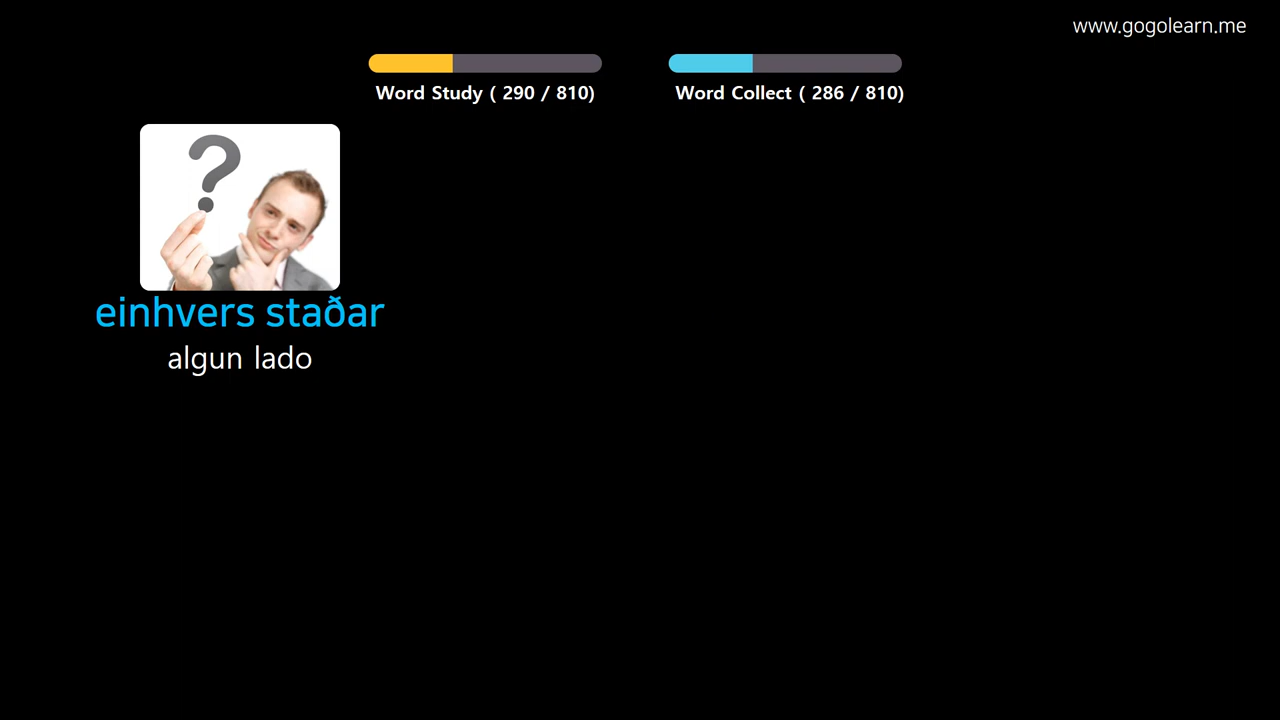 www.gogolearn.me
Word Study ( 290 / 810)
Word Collect ( 286 / 810)
?
einhvers staðar
algun lado